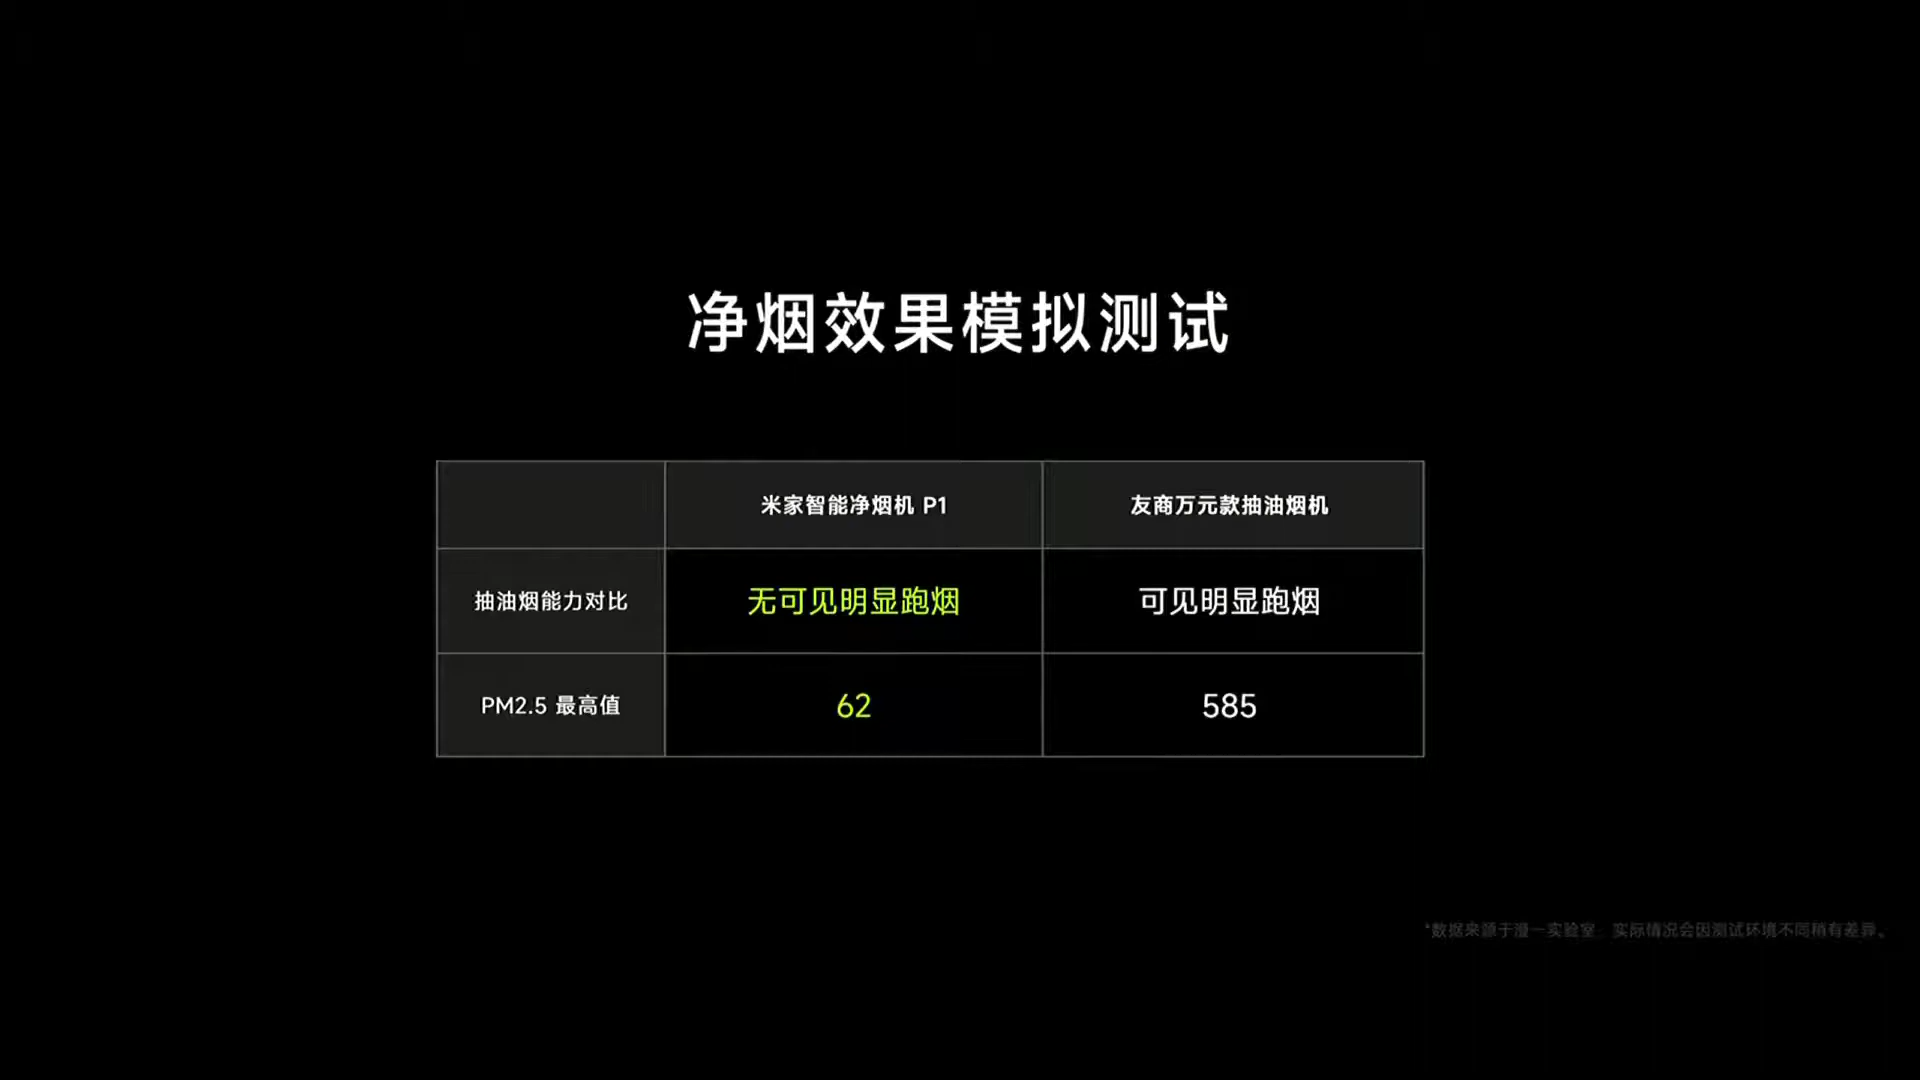 净烟效果模拟测试
米家智能净烟机 P1 友商万元款抽油烟机
抽油烟能力对比 无可见明显跑烟 可见明显跑烟
PM2.5 最高值 62 585
*数据来源于澄一实验室，实际情况会因测试环境不同稍有差异。